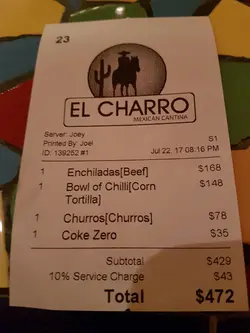 23
EL CHARRO
MEXICAN CANTINA
Server: Joey
S1
Printed By: Joel
Jul 22, 17 08:16 PM
ID: 139252 #1
1 Enchiladas[Beef] $168
1 Bowl of Chilli[Corn $148
Tortilla]
1 Churros[Churros] $78
1 Coke Zero $35
Subtotal $429
10% Service Charge $43
Total $472